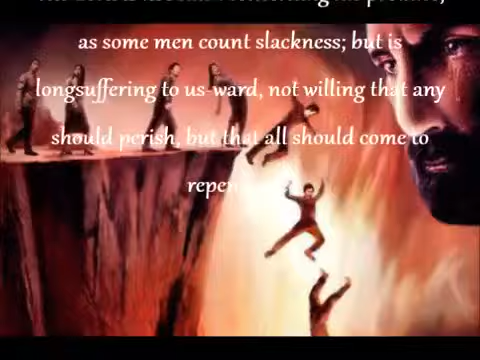 as some men count slackness; but is
longsuffering to us-ward, not willing that any
should perish, but that all should come to
repen